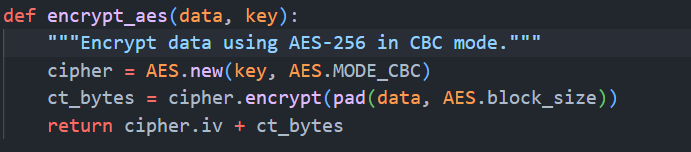 def encrypt_aes(data, key):
    """Encrypt data using AES-256 in CBC mode."""
    cipher = AES.new(key, AES.MODE_CBC)
    ct_bytes = cipher.encrypt(pad(data, AES.block_size))
    return cipher.iv + ct_bytes